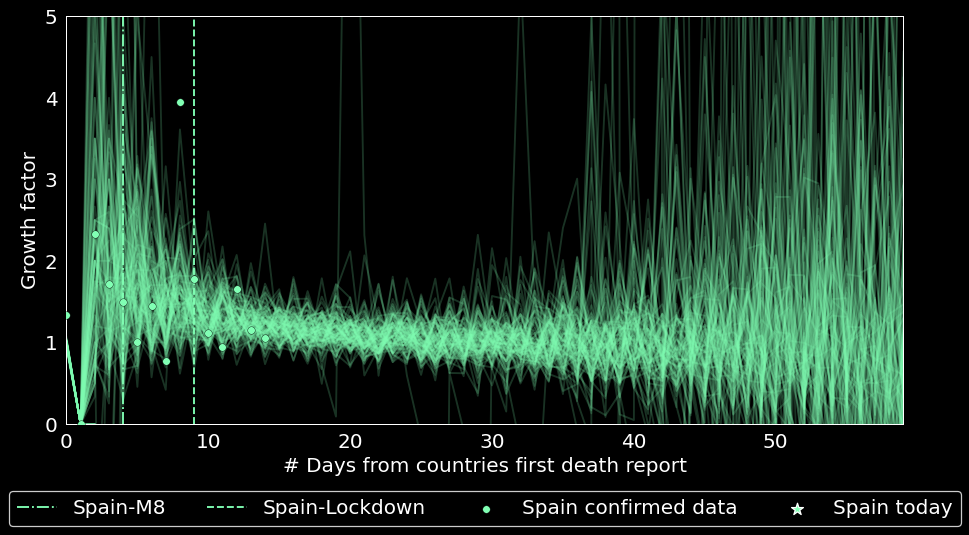 5
4
3
2
1
0
Growth factor
0 10 20 30 40 50
# Days from countries first death report
Spain-M8 Spain-Lockdown Spain confirmed data Spain today